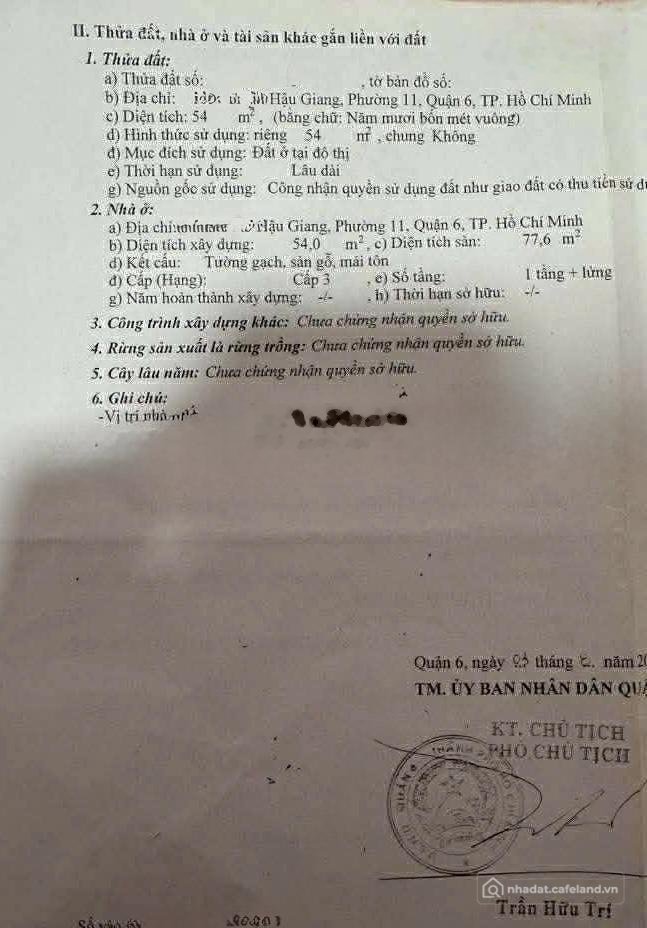 II. Thửa đất, nhà ở và tài sản khác gắn liền với đất
1. Thửa đất:
a) Thửa đất số: , tờ bản đồ số:
b) Địa chỉ: Hậu Giang, Phường 11, Quận 6, TP. Hồ Chí Minh
c) Diện tích: 54 m², (bằng chữ: Năm mươi bốn mét vuông)
d) Hình thức sử dụng: riêng 54 m², chung Không
đ) Mục đích sử dụng: Đất ở tại đô thị
e) Thời hạn sử dụng: Lâu dài
g) Nguồn gốc sử dụng: Công nhận quyền sử dụng đất như giao đất có thu tiền sử
2. Nhà ở:
a) Địa chỉ: Hậu Giang, Phường 11, Quận 6, TP. Hồ Chí Minh
b) Diện tích xây dựng: 54,0 m², c) Diện tích sàn: 77,6 m²
d) Kết cấu: Tường gạch, sàn gỗ, mái tôn
đ) Cấp (Hạng): Cấp 3 , e) Số tầng: 1 tầng + lửng
g) Năm hoàn thành xây dựng: -/- , h) Thời hạn sở hữu: -/-
3. Công trình xây dựng khác: Chưa chứng nhận quyền sở hữu.
4. Rừng sản xuất là rừng trồng: Chưa chứng nhận quyền sở hữu.
5. Cây lâu năm: Chưa chứng nhận quyền sở hữu.
6. Ghi chú:
-Vị trí nhà
Quận 6, ngày tháng năm 20
TM. ỦY BAN NHÂN DÂN
KT. CHỦ TỊCH
PHÓ CHỦ TỊCH
nhadat.cafeland.vn
Trần Hữu Trí